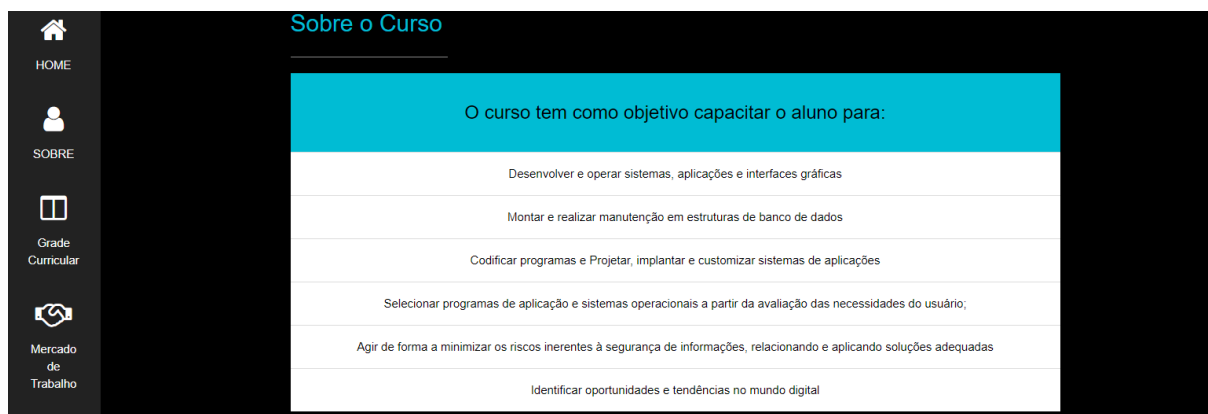 HOME
SOBRE
Grade
Curricular
Mercado
de
Trabalho
Sobre o Curso
O curso tem como objetivo capacitar o aluno para:
Desenvolver e operar sistemas, aplicações e interfaces gráficas
Montar e realizar manutenção em estruturas de banco de dados
Codificar programas e Projetar, implantar e customizar sistemas de aplicações
Selecionar programas de aplicação e sistemas operacionais a partir da avaliação das necessidades do usuário;
Agir de forma a minimizar os riscos inerentes à segurança de informações, relacionando e aplicando soluções adequadas
Identificar oportunidades e tendências no mundo digital